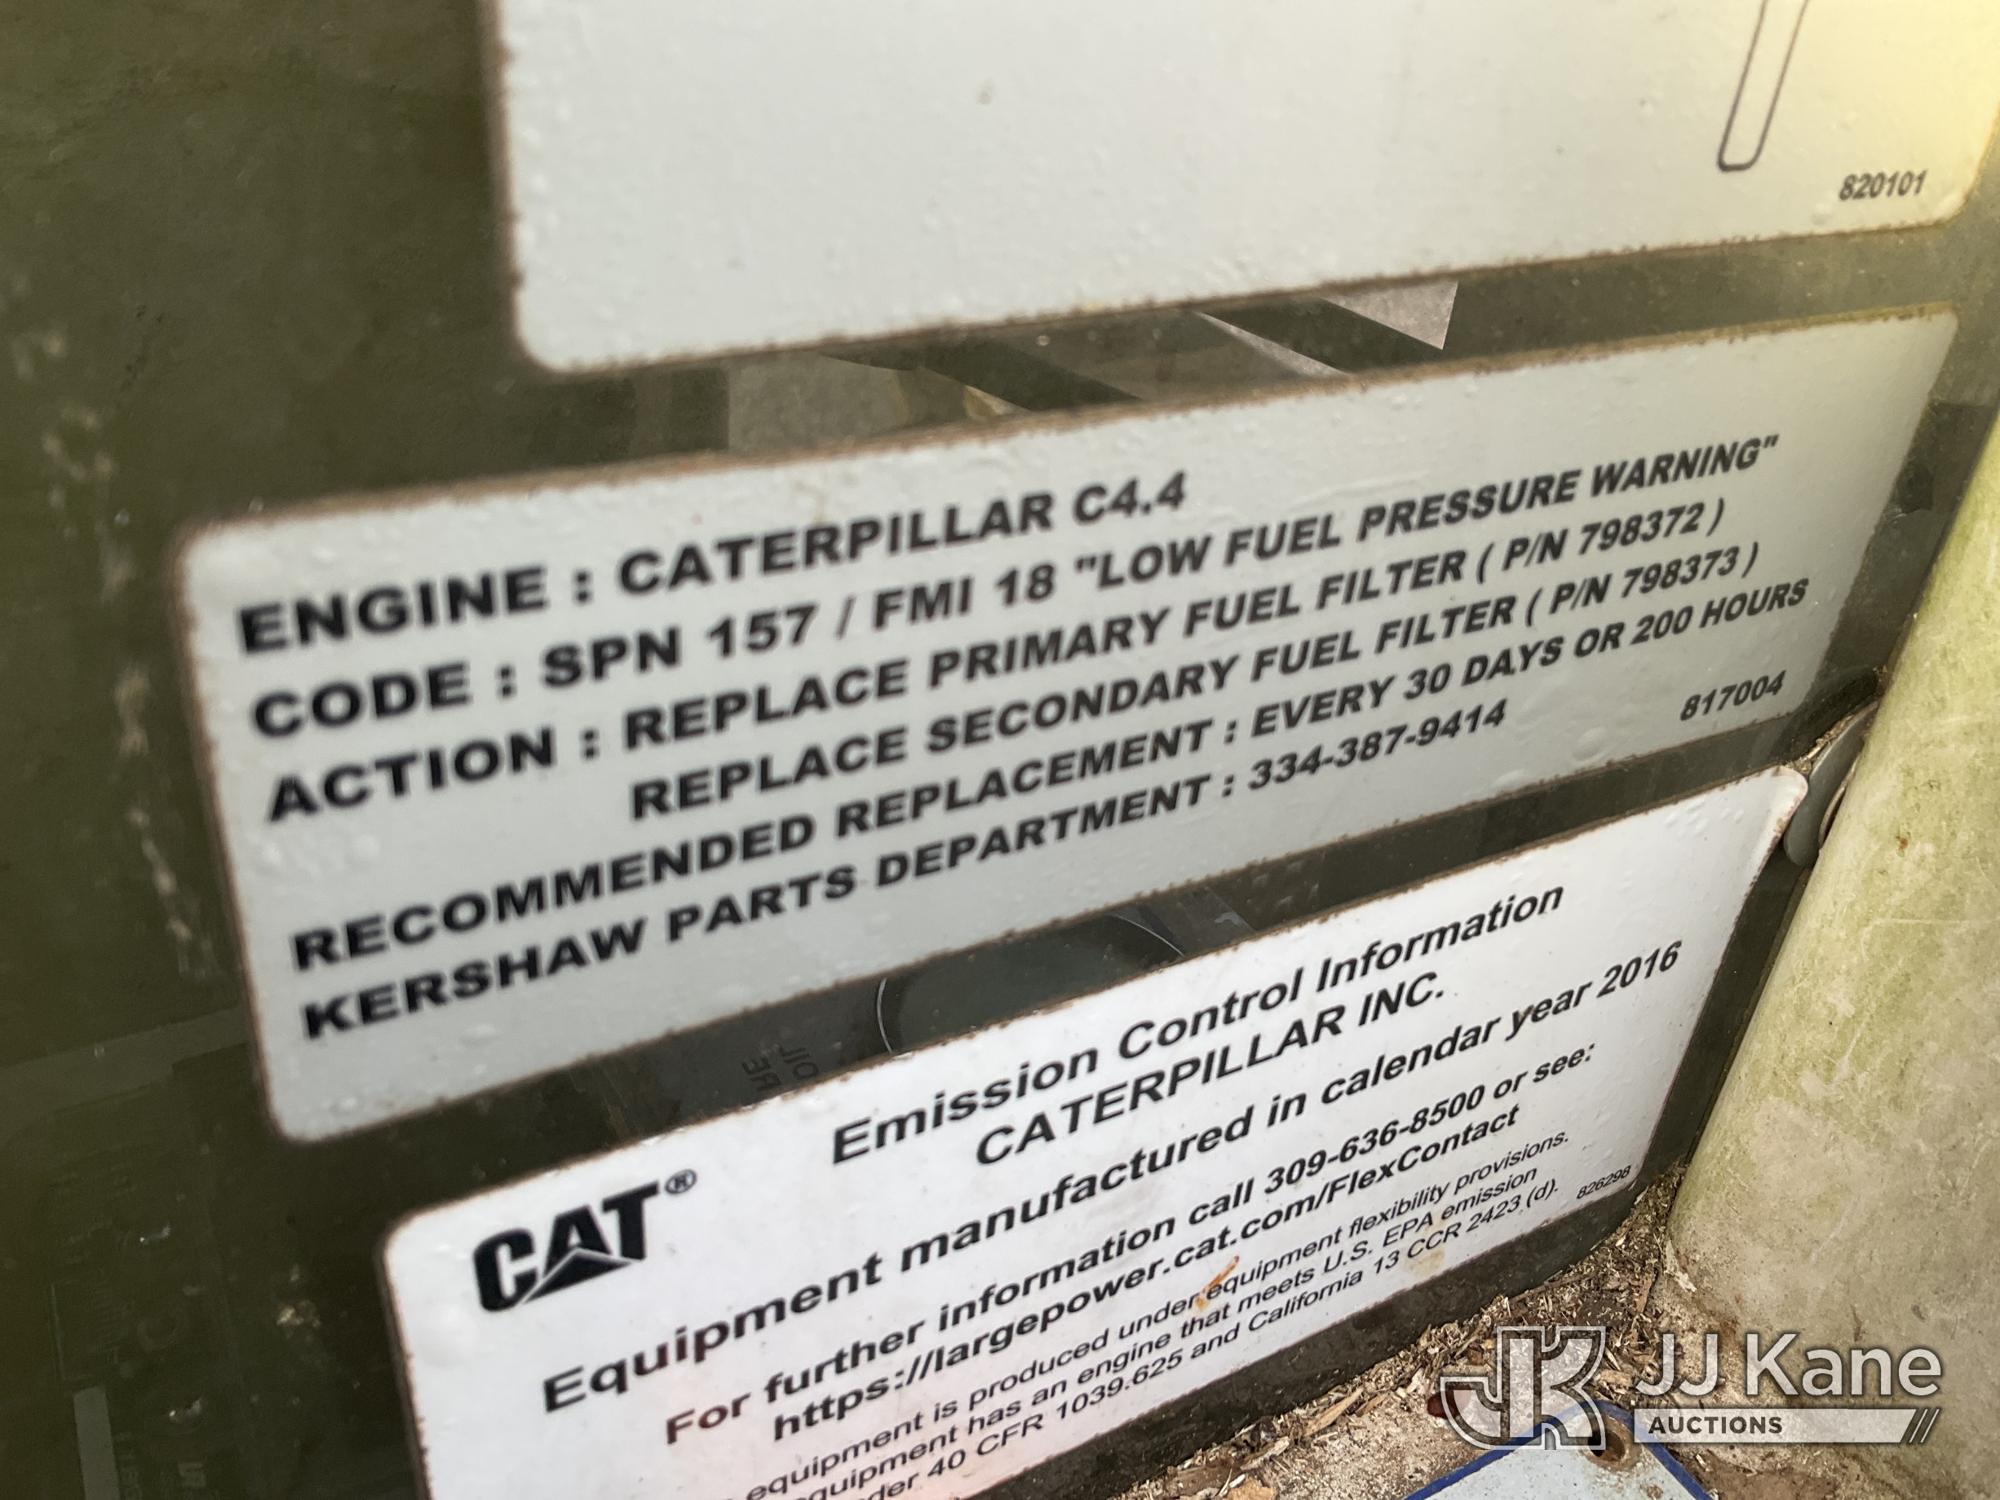 820101
ENGINE : CATERPILLAR C4.4
CODE : SPN 157 / FMI 18 "LOW FUEL PRESSURE WARNING"
ACTION : REPLACE PRIMARY FUEL FILTER ( P/N 798372 )
REPLACE SECONDARY FUEL FILTER ( P/N 798373 )
RECOMMENDED REPLACEMENT : EVERY 30 DAYS OR 200 HOURS
KERSHAW PARTS DEPARTMENT : 334-387-9414
817004
CAT®
Emission Control Information
CATERPILLAR INC.
Equipment manufactured in calendar year 2016
For further information call 309-636-8500 or see:
https://largepower.cat.com/FlexContact
equipment is produced under equipment flexibility provisions.
equipment has an engine that meets U.S. EPA emission
under 40 CFR 1039.625 and California 13 CCR 2423 (d).
826298
JJ Kane
AUCTIONS